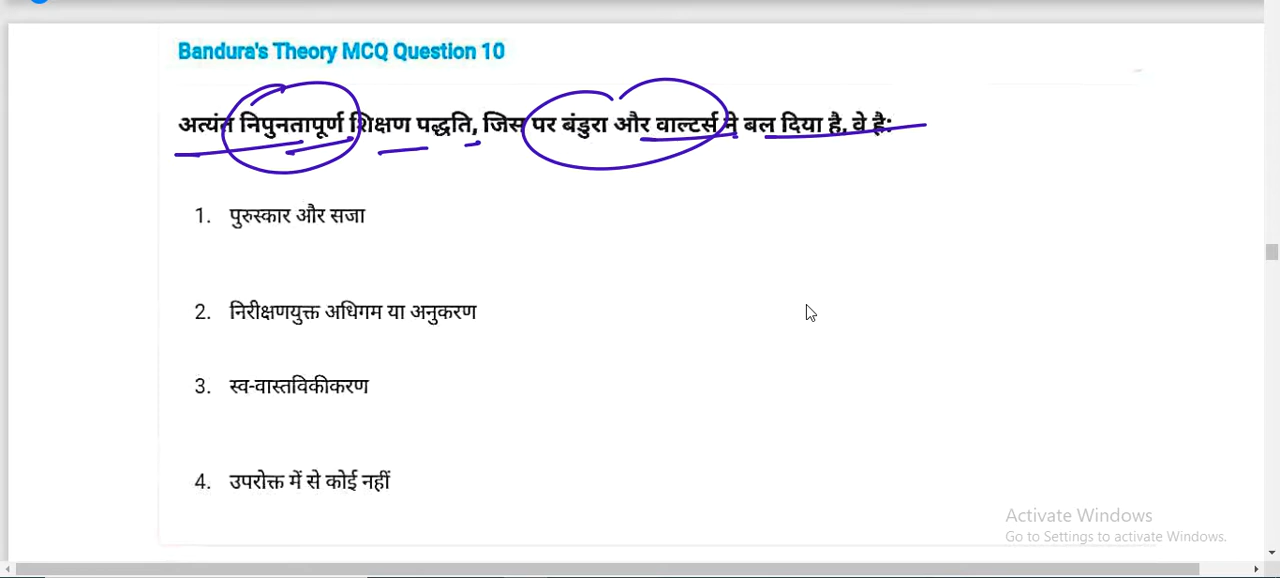 Bandura's Theory MCQ Question 10
अत्यंत निपुनतापूर्ण शिक्षण पद्धति, जिस पर बंडुरा और वाल्टर्स ने बल दिया है, वे है:
1. पुरुस्कार और सजा
2. निरीक्षणयुक्त अधिगम या अनुकरण
3. स्व-वास्तविकीकरण
4. उपरोक्त में से कोई नहीं
Activate Windows
Go to Settings to activate Windows.